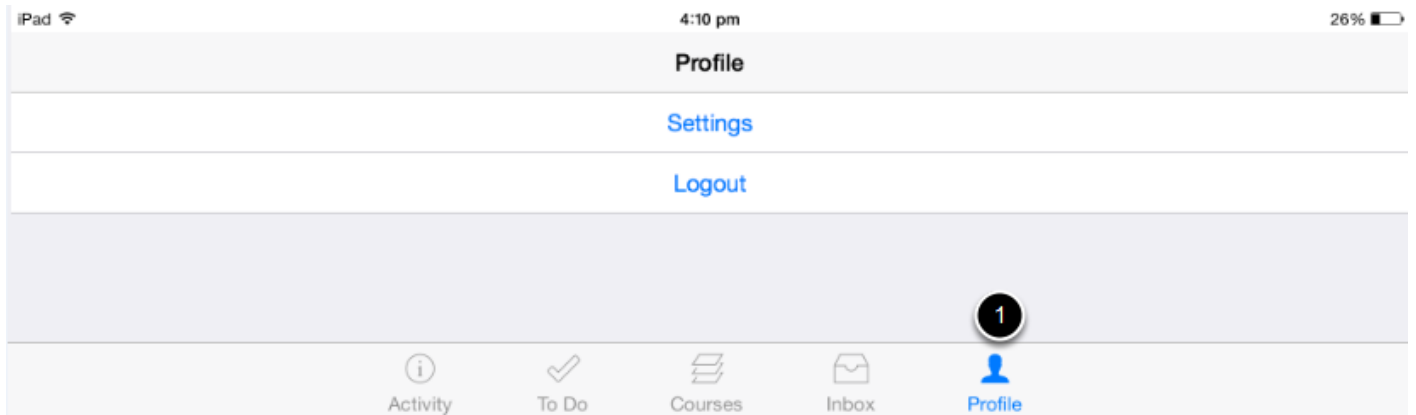 iPad 4:10 pm 26%
Profile
Settings
Logout
1
Activity To Do Courses Inbox Profile